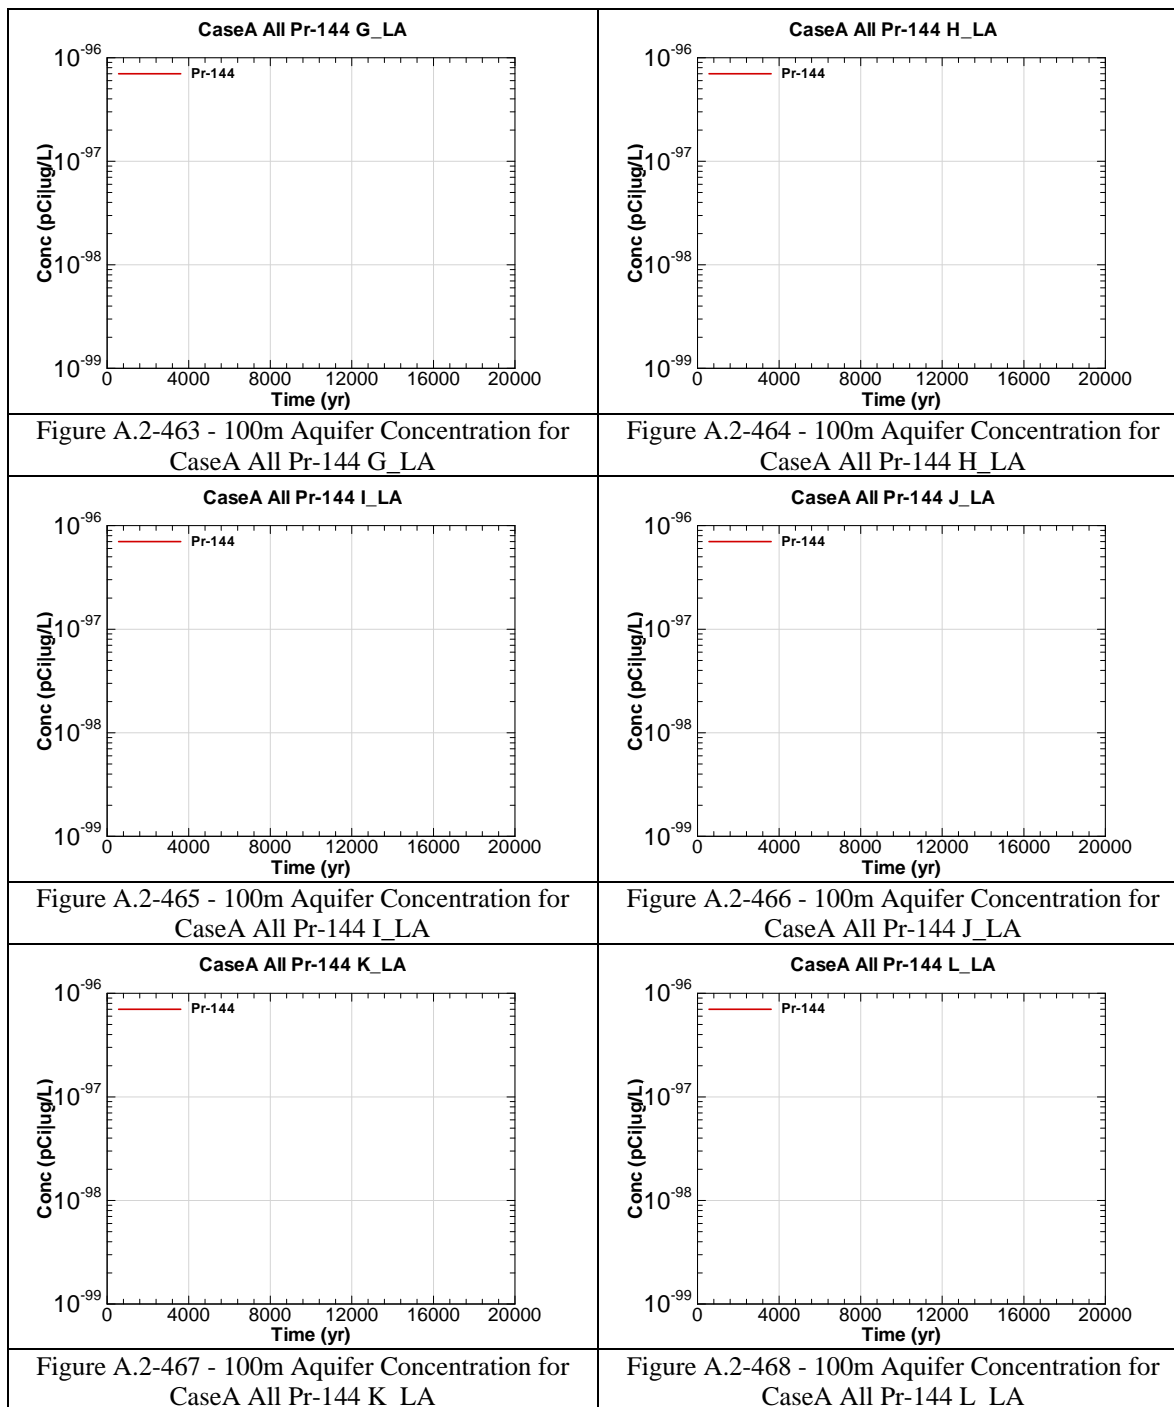 CaseA All Pr-144 G_LA
10-96
Pr-144
10-97
10-98
10-99
Conc (pCi|ug/L)
0 4000 8000 12000 16000 20000
Time (yr)
Figure A.2-463 - 100m Aquifer Concentration for
CaseA All Pr-144 G_LA
CaseA All Pr-144 H_LA
10-96
Pr-144
10-97
10-98
10-99
Conc (pCi|ug/L)
0 4000 8000 12000 16000 20000
Time (yr)
Figure A.2-464 - 100m Aquifer Concentration for
CaseA All Pr-144 H_LA
CaseA All Pr-144 I_LA
10-96
Pr-144
10-97
10-98
10-99
Conc (pCi|ug/L)
0 4000 8000 12000 16000 20000
Time (yr)
Figure A.2-465 - 100m Aquifer Concentration for
CaseA All Pr-144 I_LA
CaseA All Pr-144 J_LA
10-96
Pr-144
10-97
10-98
10-99
Conc (pCi|ug/L)
0 4000 8000 12000 16000 20000
Time (yr)
Figure A.2-466 - 100m Aquifer Concentration for
CaseA All Pr-144 J_LA
CaseA All Pr-144 K_LA
10-96
Pr-144
10-97
10-98
10-99
Conc (pCi|ug/L)
0 4000 8000 12000 16000 20000
Time (yr)
Figure A.2-467 - 100m Aquifer Concentration for
CaseA All Pr-144 K_LA
CaseA All Pr-144 L_LA
10-96
Pr-144
10-97
10-98
10-99
Conc (pCi|ug/L)
0 4000 8000 12000 16000 20000
Time (yr)
Figure A.2-468 - 100m Aquifer Concentration for
CaseA All Pr-144 L_LA